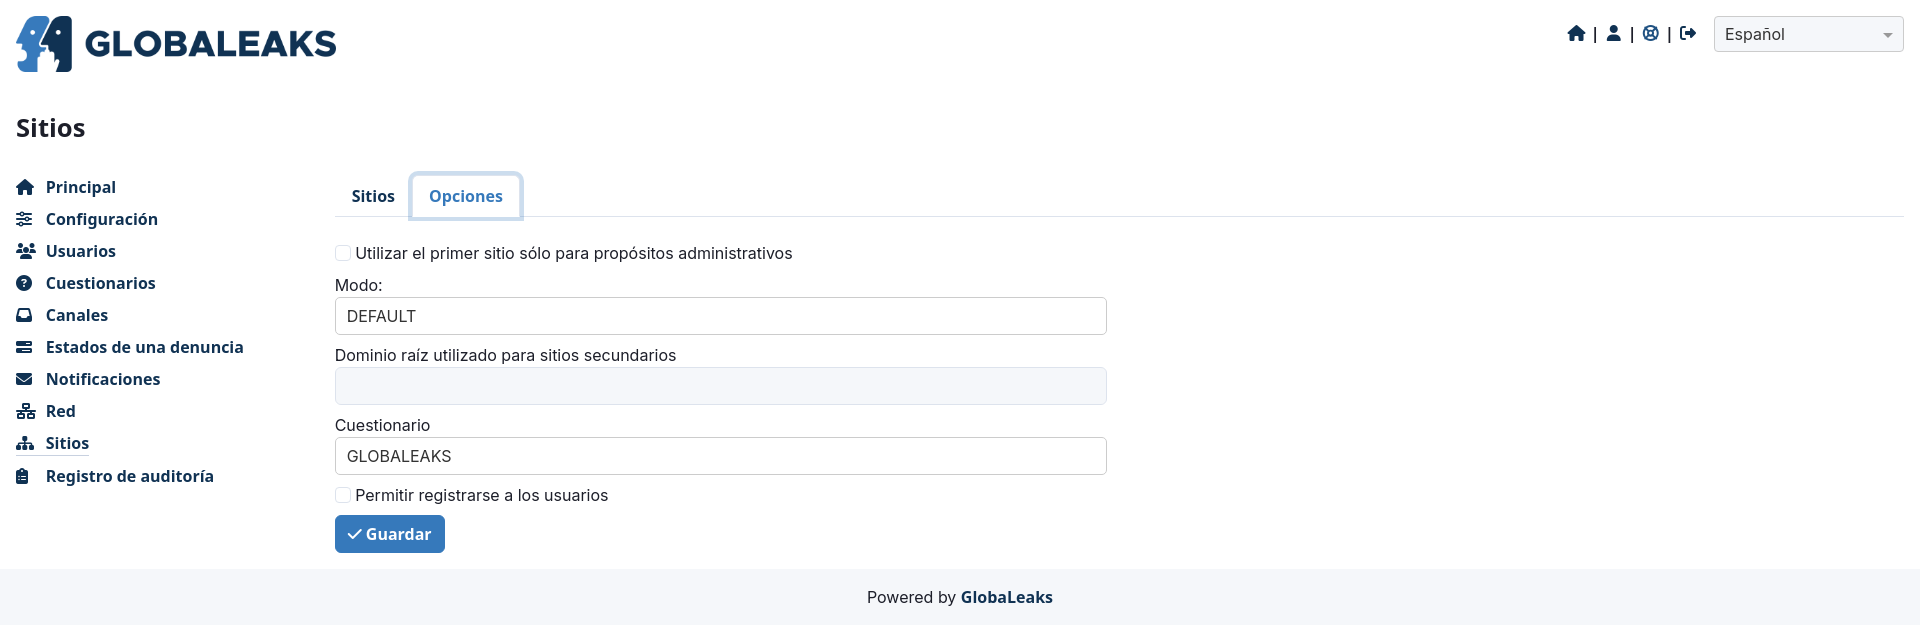 GLOBALEAKS
| | |
Español
Sitios
Principal
Configuración
Usuarios
Cuestionarios
Canales
Estados de una denuncia
Notificaciones
Red
Sitios
Registro de auditoría
Sitios Opciones
Utilizar el primer sitio sólo para propósitos administrativos
Modo:
DEFAULT
Dominio raíz utilizado para sitios secundarios
Cuestionario
GLOBALEAKS
Permitir registrarse a los usuarios
Guardar
Powered by GlobaLeaks